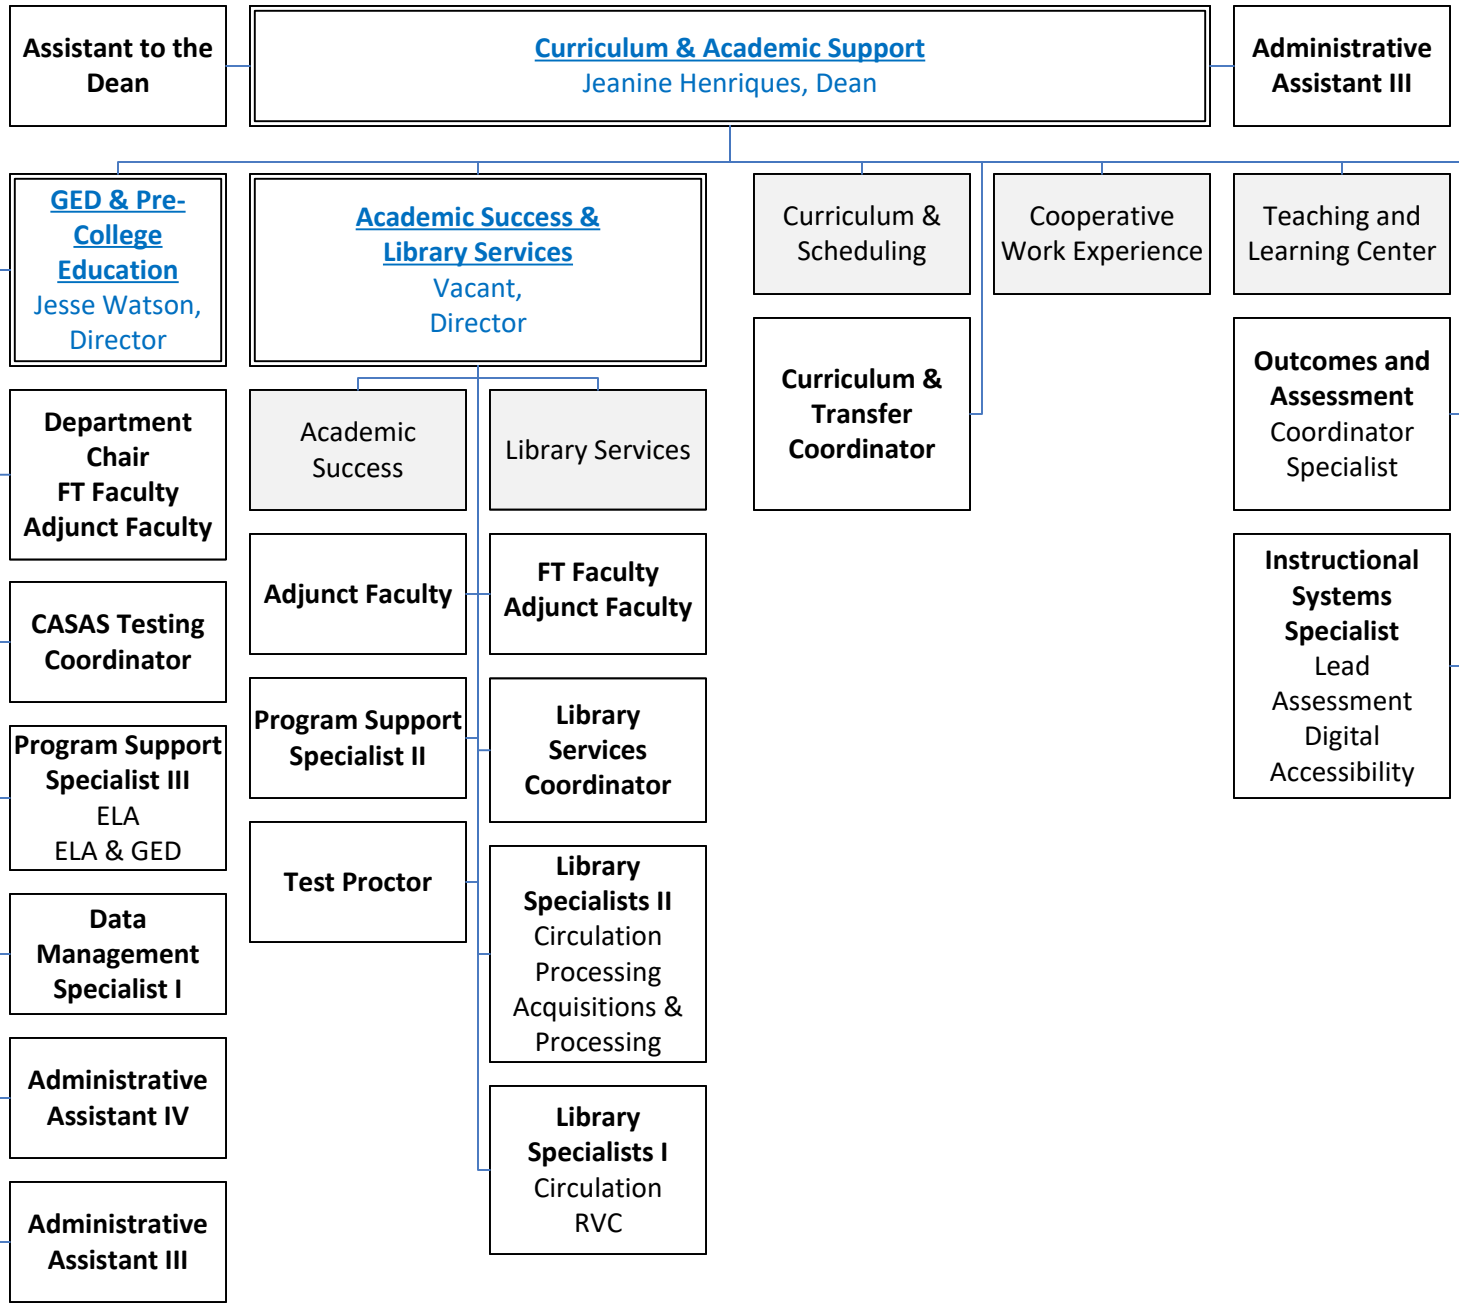 Assistant to the
Dean
Curriculum & Academic Support
Jeanine Henriques, Dean
Administrative
Assistant III
GED & Pre-
College
Education
Jesse Watson,
Director
Academic Success &
Library Services
Vacant,
Director
Curriculum &
Scheduling
Cooperative
Work Experience
Teaching and
Learning Center
Department
Chair
FT Faculty
Adjunct Faculty
Academic
Success
Library Services
Curriculum &
Transfer
Coordinator
Outcomes and
Assessment
Coordinator
Specialist
CASAS Testing
Coordinator
Adjunct Faculty
FT Faculty
Adjunct Faculty
Instructional
Systems
Specialist
Lead
Assessment
Digital
Accessibility
Program Support
Specialist III
ELA
ELA & GED
Program Support
Specialist II
Library
Services
Coordinator
Data
Management
Specialist I
Test Proctor
Library
Specialists II
Circulation
Processing
Acquisitions &
Processing
Administrative
Assistant IV
Library
Specialists I
Circulation
RVC
Administrative
Assistant III